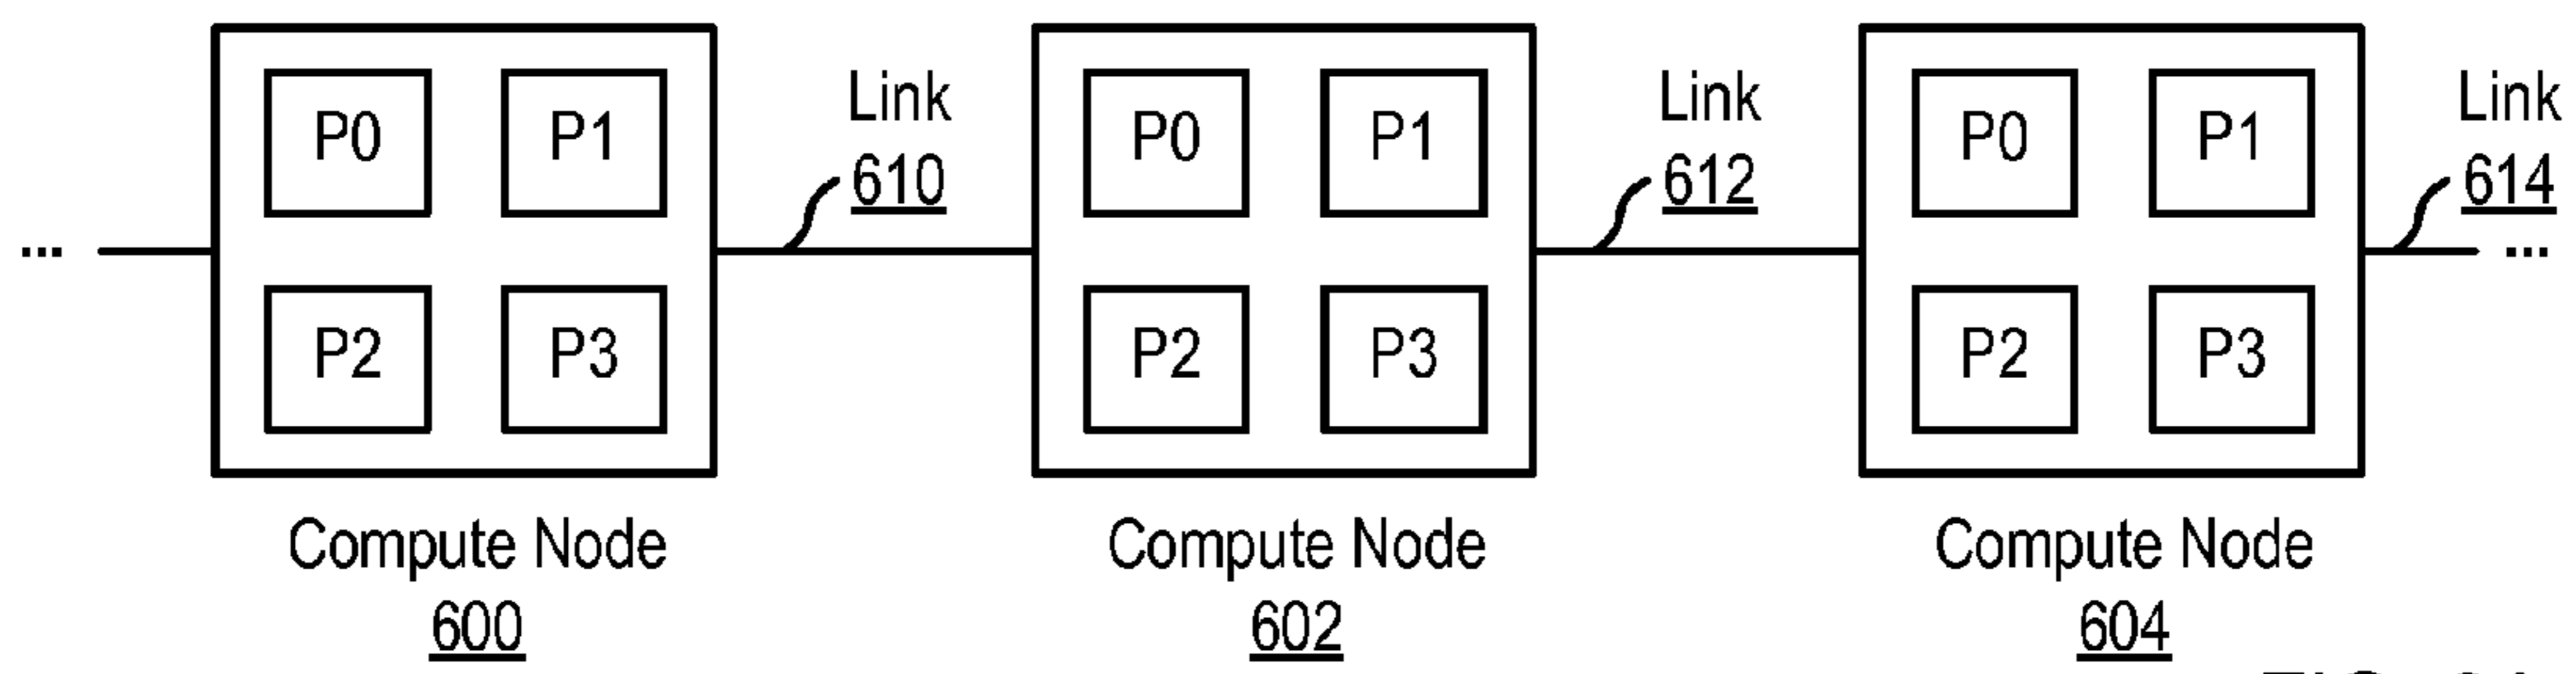 P0 P1 Link 610 P0 P1 Link 612 P0 P1 Link 614
... ...
P2 P3 P2 P3 P2 P3
Compute Node 600
Compute Node 602
Compute Node 604